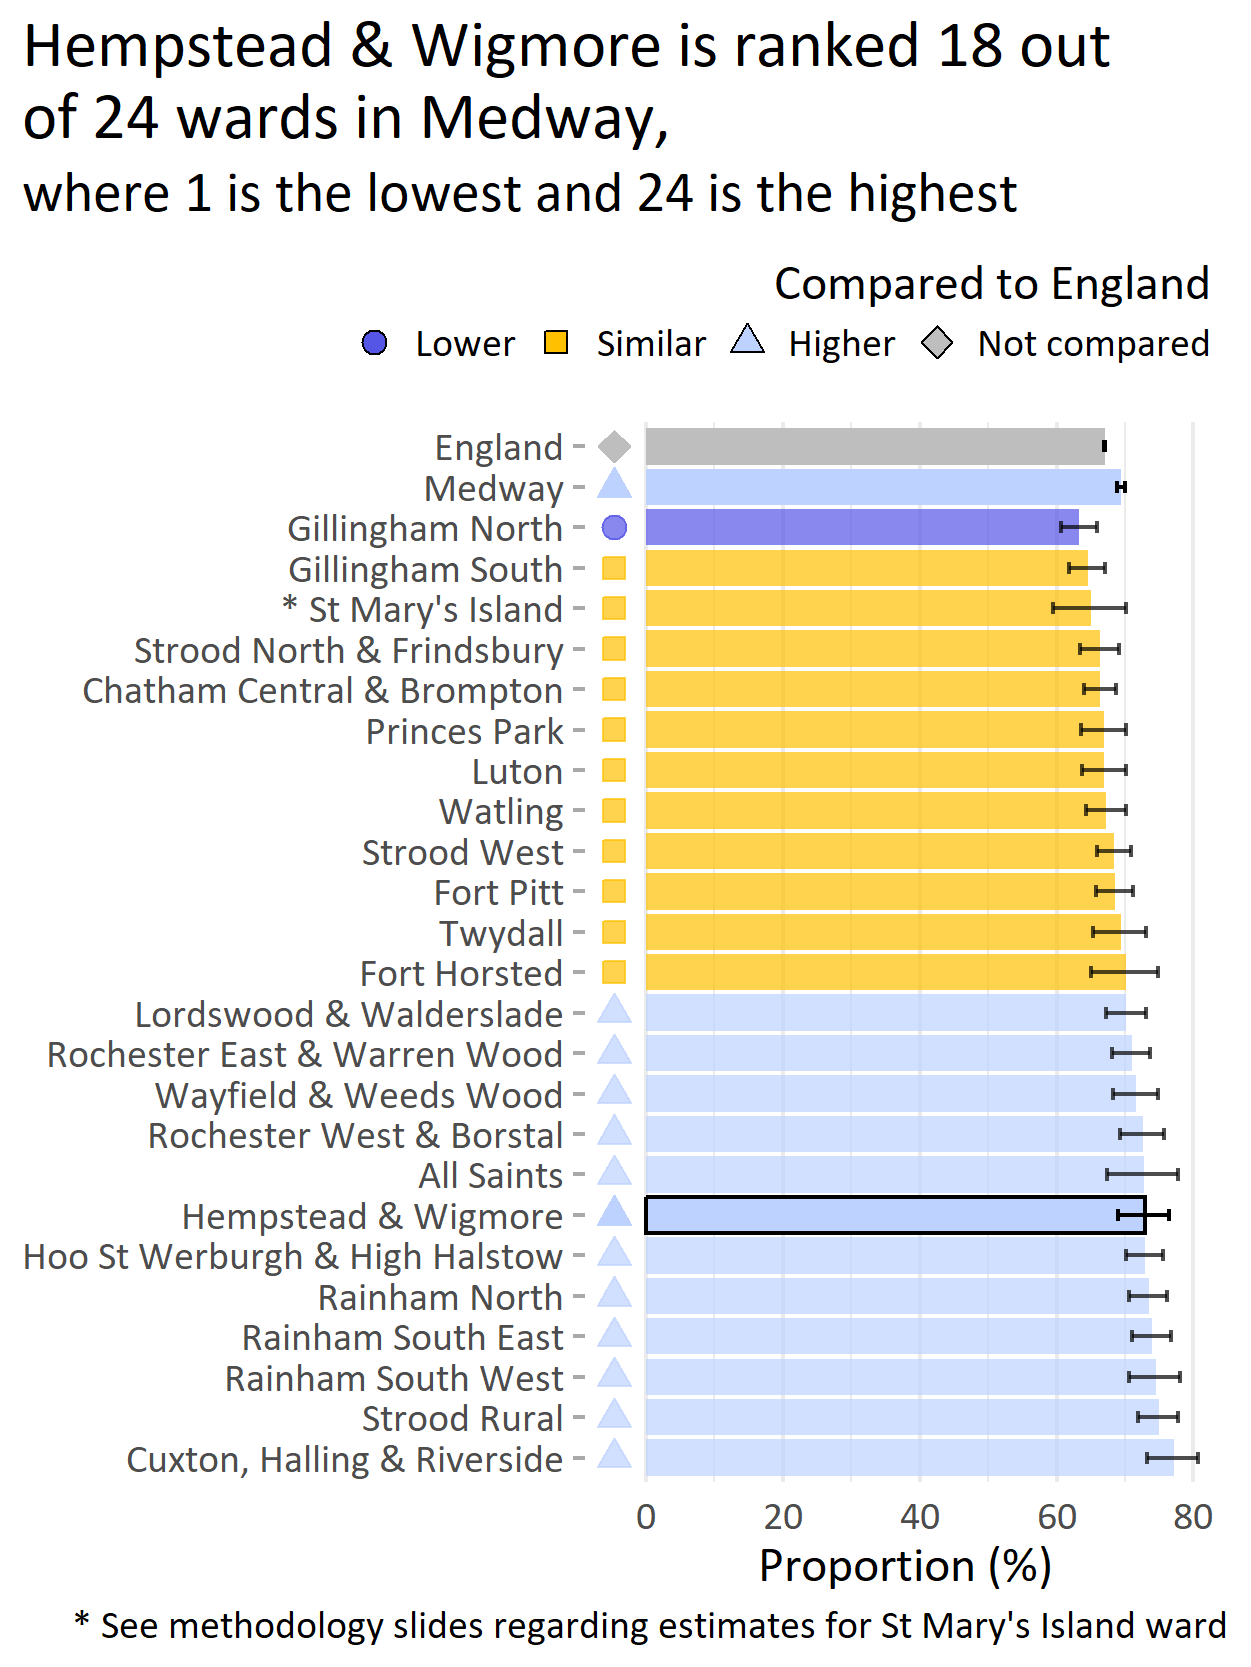 Hempstead & Wigmore is ranked 18 out
of 24 wards in Medway,
where 1 is the lowest and 24 is the highest
Compared to England
Lower Similar Higher Not compared
England
Medway
Gillingham North
Gillingham South
* St Mary's Island
Strood North & Frindsbury
Chatham Central & Brompton
Princes Park
Luton
Watling
Strood West
Fort Pitt
Twydall
Fort Horsted
Lordswood & Walderslade
Rochester East & Warren Wood
Wayfield & Weeds Wood
Rochester West & Borstal
All Saints
Hempstead & Wigmore
Hoo St Werburgh & High Halstow
Rainham North
Rainham South East
Rainham South West
Strood Rural
Cuxton, Halling & Riverside
0 20 40 60 80
Proportion (%)
* See methodology slides regarding estimates for St Mary's Island ward